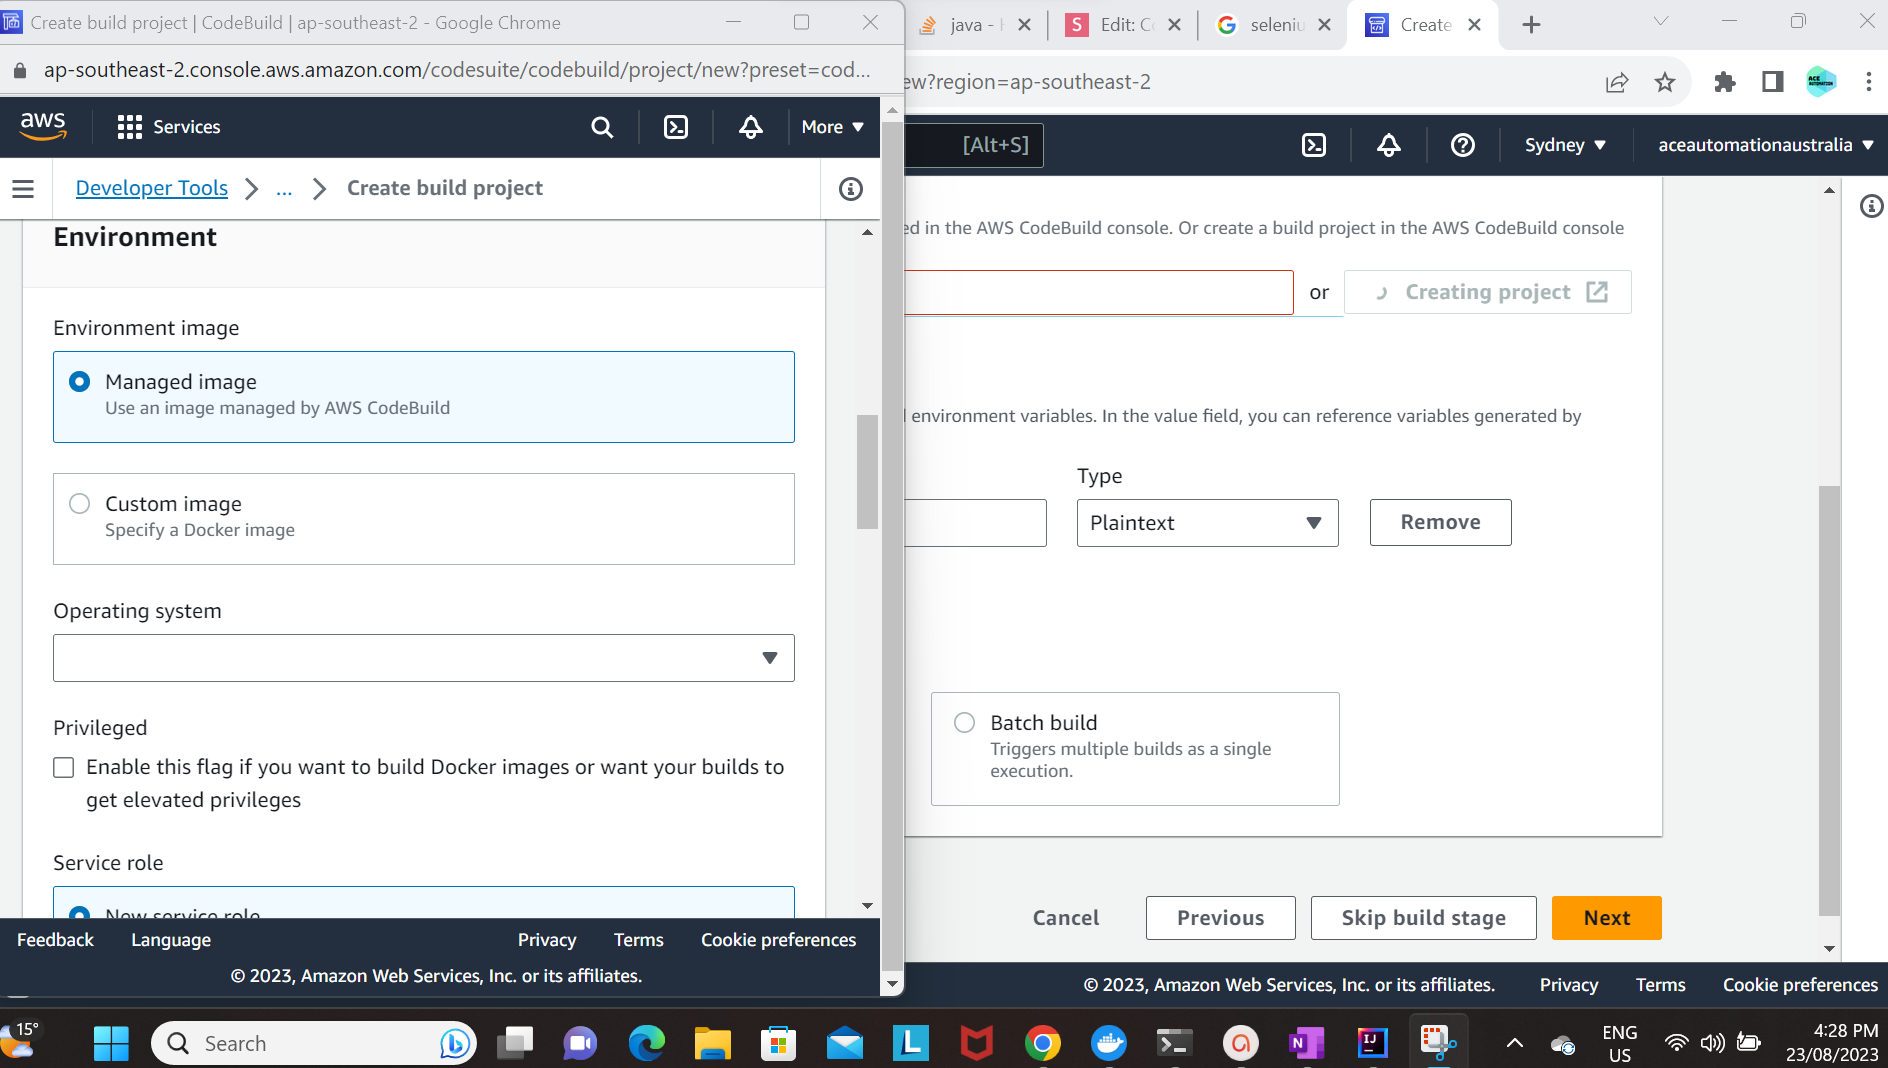 Create build project | CodeBuild | ap-southeast-2 - Google Chrome
java -
Edit: C
seleniu
Create
ap-southeast-2.console.aws.amazon.com/codesuite/codebuild/project/new?preset=cod...
ew?region=ap-southeast-2
aws
Services
More
[Alt+S]
Sydney
aceautomationaustralia
Developer Tools
...
Create build project
Environment
ed in the AWS CodeBuild console. Or create a build project in the AWS CodeBuild console
or
Creating project
Environment image
Managed image
Use an image managed by AWS CodeBuild
environment variables. In the value field, you can reference variables generated by
Type
Plaintext
Remove
Custom image
Specify a Docker image
Operating system
Privileged
Enable this flag if you want to build Docker images or want your builds to
get elevated privileges
Batch build
Triggers multiple builds as a single
execution.
Service role
New service role
Cancel
Previous
Skip build stage
Next
Feedback
Language
Privacy
Terms
Cookie preferences
© 2023, Amazon Web Services, Inc. or its affiliates.
© 2023, Amazon Web Services, Inc. or its affiliates.
Privacy
Terms
Cookie preferences
15°
Search
ENG
US
4:28 PM
23/08/2023